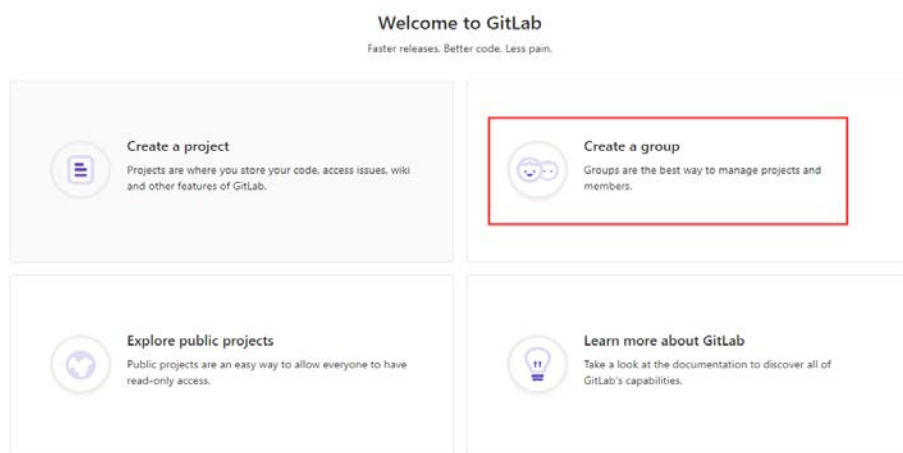 Welcome to GitLab
Faster releases. Better code. Less pain.
Create a project
Projects are where you store your code, access issues, wiki
and other features of GitLab.
Create a group
Groups are the best way to manage projects and
members.
Explore public projects
Public projects are an easy way to allow everyone to have
read-only access.
Learn more about GitLab
Take a look at the documentation to discover all of
GitLab's capabilities.